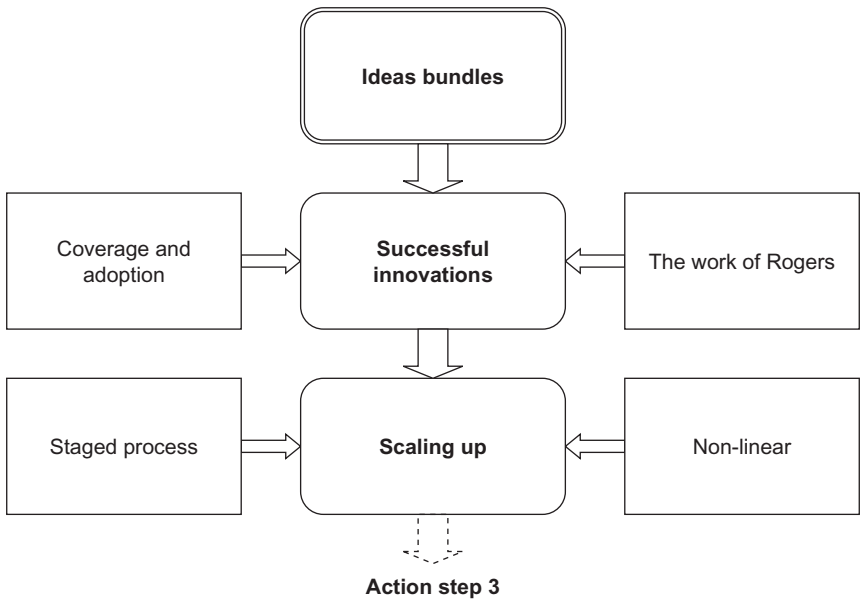 Ideas bundles
Coverage and
adoption
Successful
innovations
The work of Rogers
Staged process
Scaling up
Non-linear
Action step 3